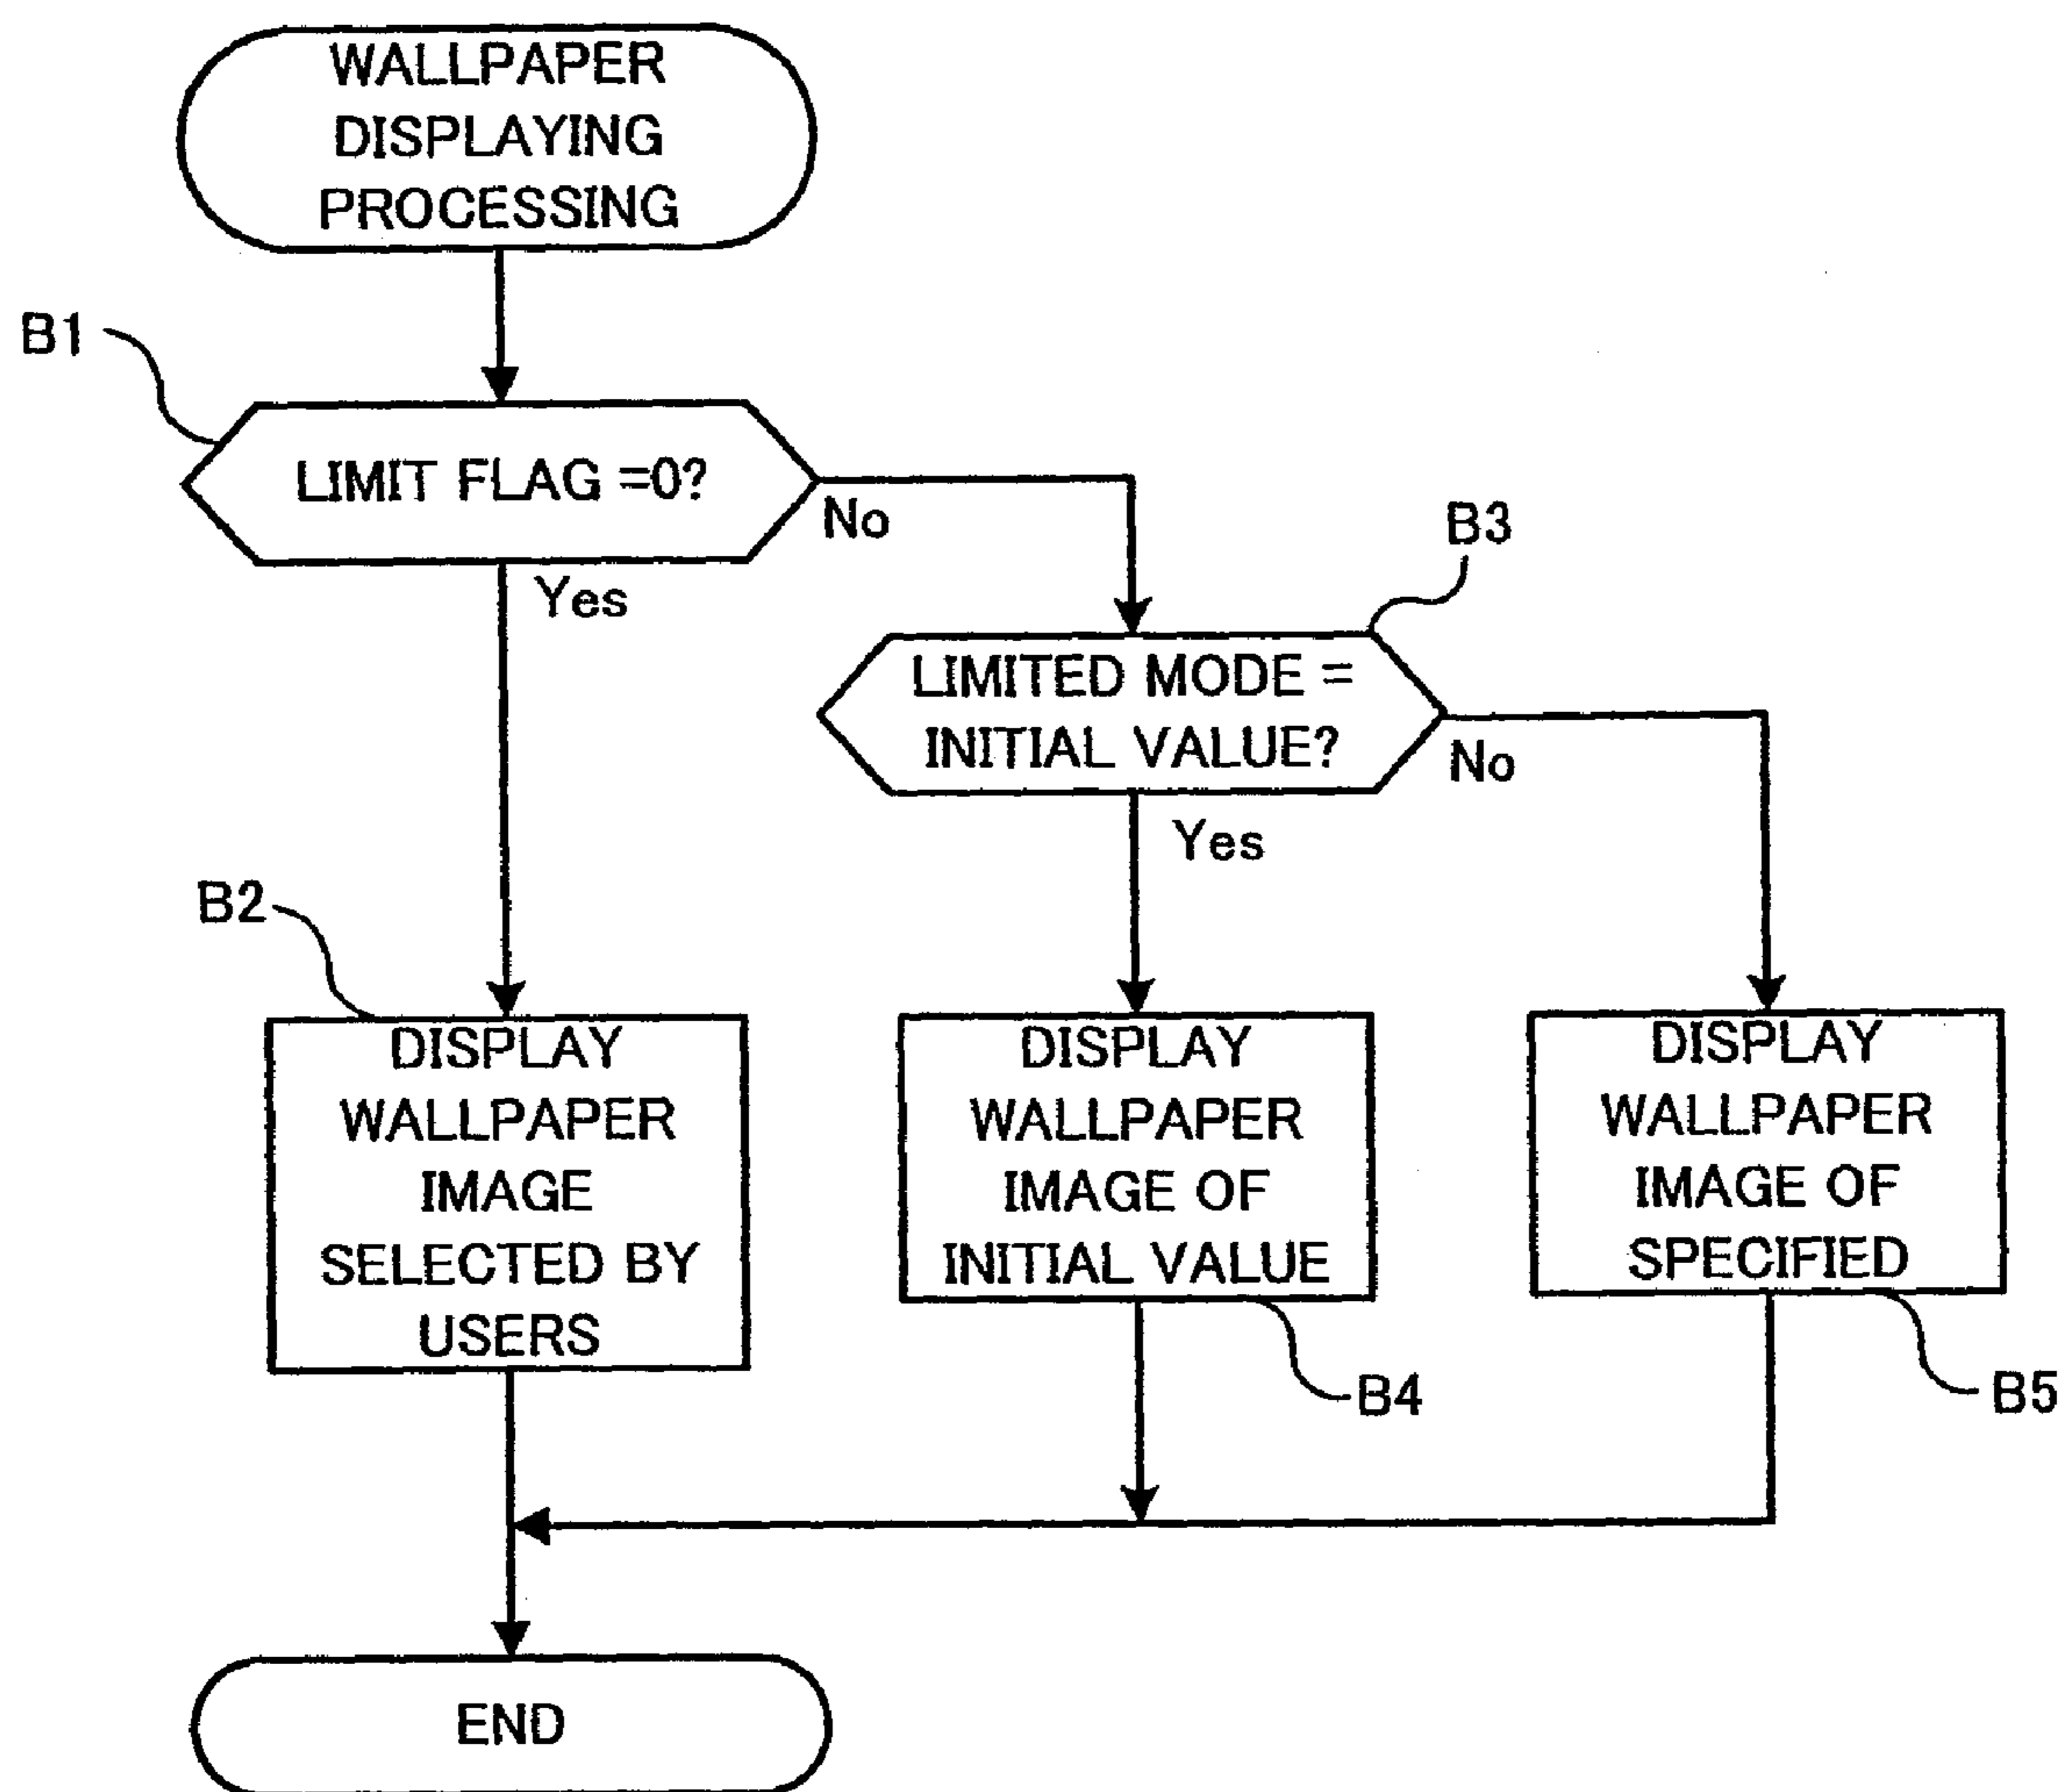 WALLPAPER
DISPLAYING
PROCESSING
B1
LIMIT FLAG =0?
No
Yes
B3
LIMITED MODE =
INITIAL VALUE?
No
Yes
B2
DISPLAY
WALLPAPER
IMAGE
SELECTED BY
USERS
DISPLAY
WALLPAPER
IMAGE OF
INITIAL VALUE
DISPLAY
WALLPAPER
IMAGE OF
SPECIFIED
B4
B5
END